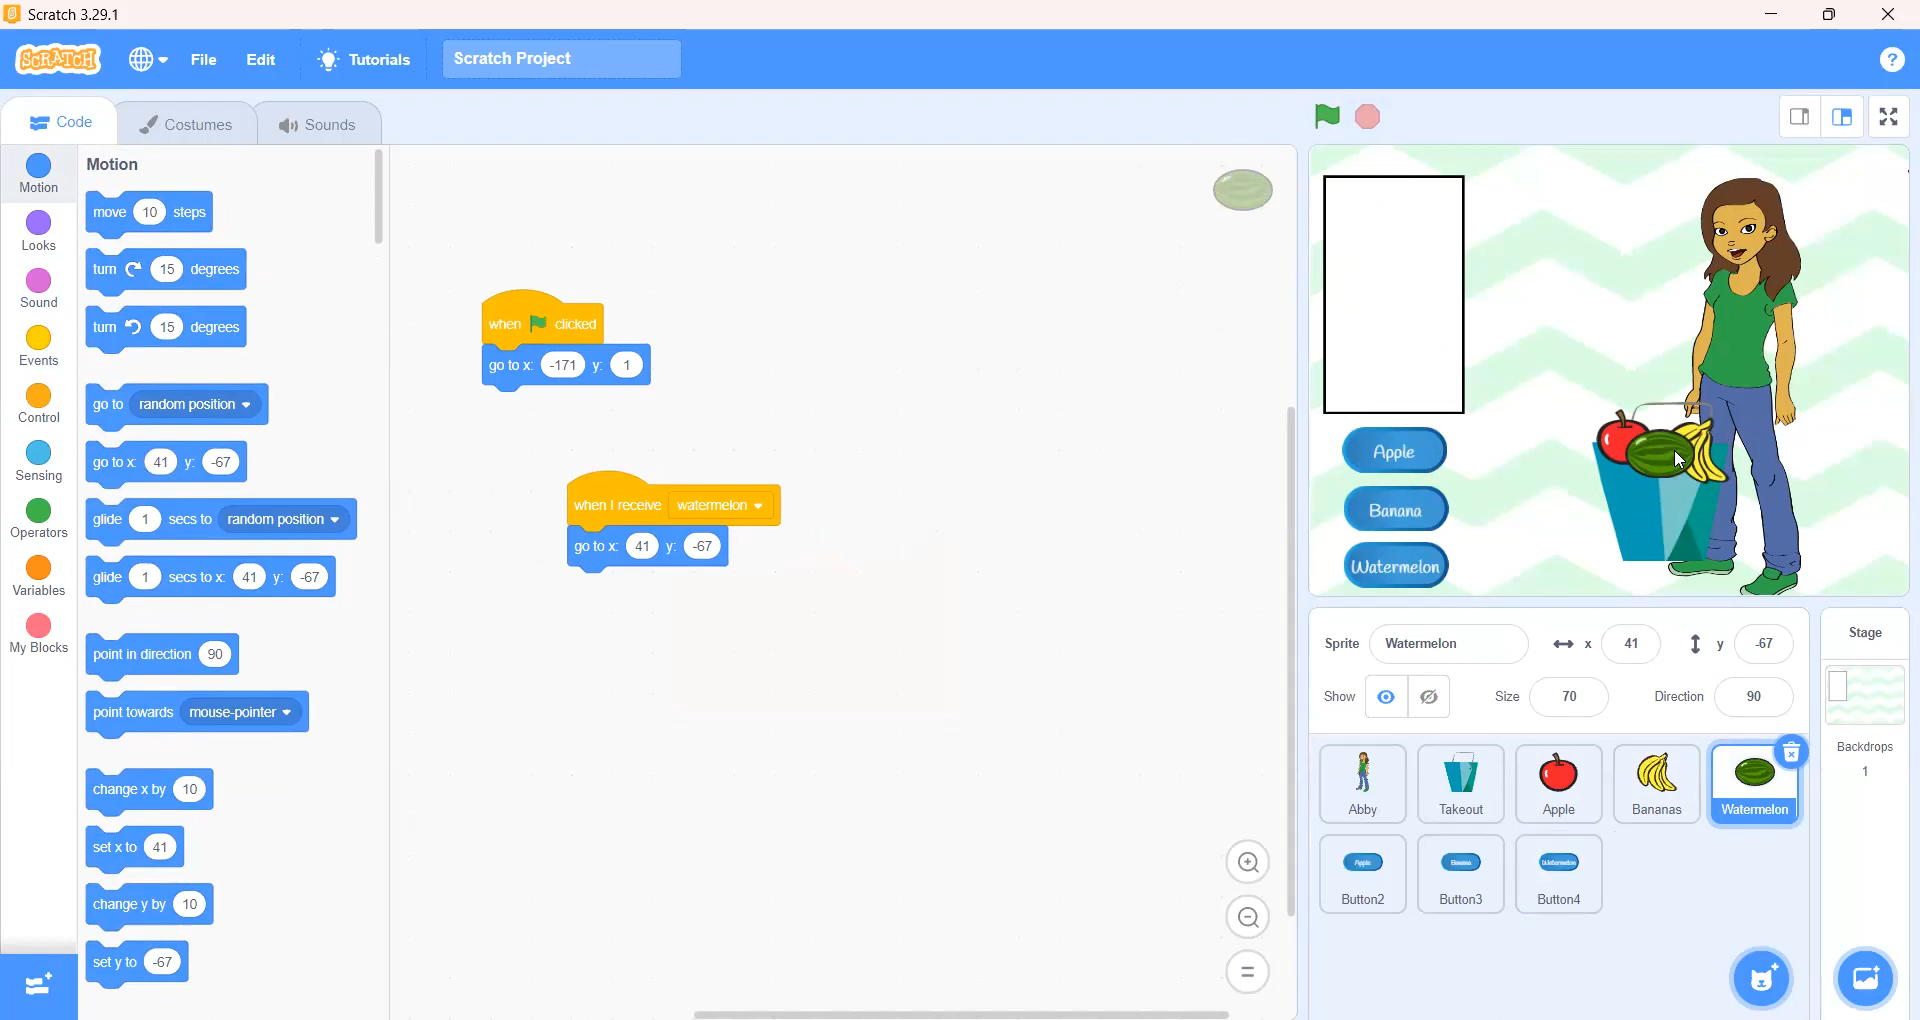 Scratch 3.29.1
SCRATCH
File Edit Tutorials Scratch Project
Code Costumes Sounds
Motion
Looks
Sound
Events
Control
Sensing
Operators
Variables
My Blocks
Motion
move 10 steps
turn 15 degrees
turn 15 degrees
go to random position
go to x: 41 y: -67
glide 1 secs to random position
glide 1 secs to x: 41 y: -67
point in direction 90
point towards mouse-pointer
change x by 10
set x to 41
change y by 10
set y to -67
when clicked
go to x: -171 y: 1
when I receive watermelon
go to x: 41 y: -67
Apple
Banana
Watermelon
Sprite Watermelon x 41 y -67
Show Size 70 Direction 90
Abby Takeout Apple Bananas Watermelon
Apple Banana Watermelon
Button2 Button3 Button4
Stage
Backdrops
1